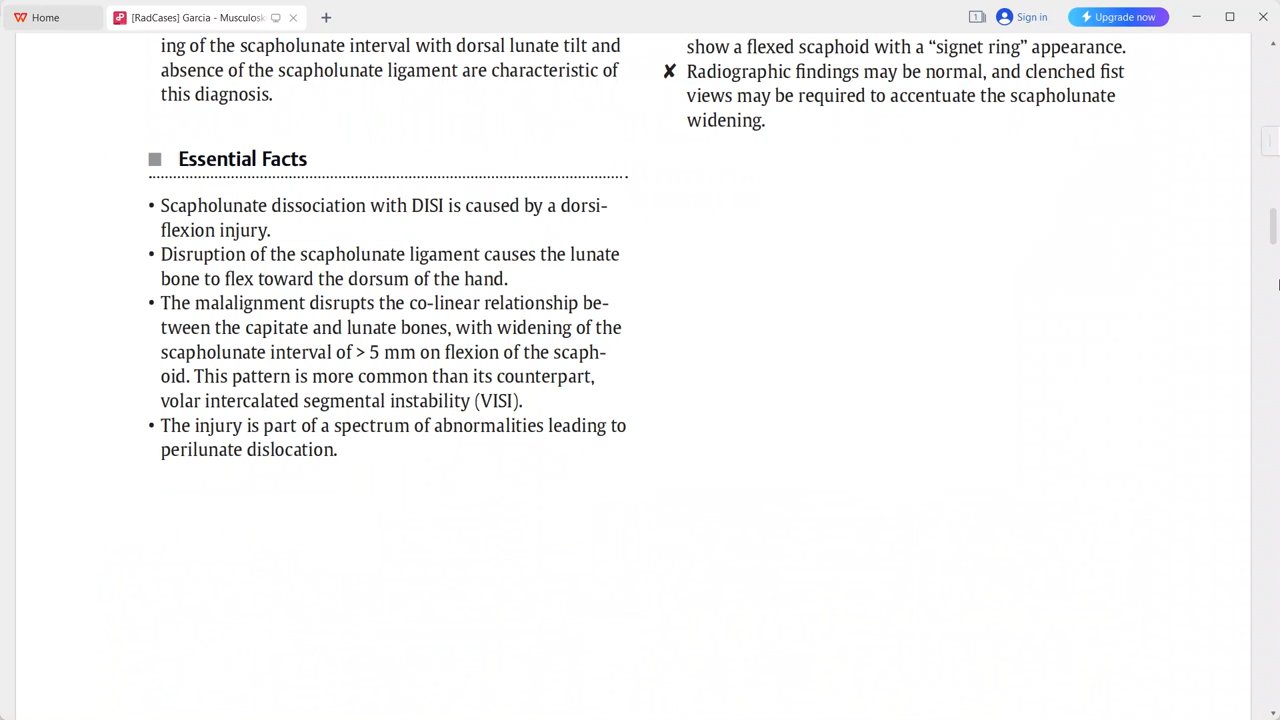 Home
[RadCases] Garcia - Musculosk
Sign in
Upgrade now
ing of the scapholunate interval with dorsal lunate tilt and
absence of the scapholunate ligament are characteristic of
this diagnosis.
Essential Facts
• Scapholunate dissociation with DISI is caused by a dorsi-
flexion injury.
• Disruption of the scapholunate ligament causes the lunate
bone to flex toward the dorsum of the hand.
• The malalignment disrupts the co-linear relationship be-
tween the capitate and lunate bones, with widening of the
scapholunate interval of > 5 mm on flexion of the scaph-
oid. This pattern is more common than its counterpart,
volar intercalated segmental instability (VISI).
• The injury is part of a spectrum of abnormalities leading to
perilunate dislocation.
show a flexed scaphoid with a “signet ring” appearance.
✘ Radiographic findings may be normal, and clenched fist
views may be required to accentuate the scapholunate
widening.